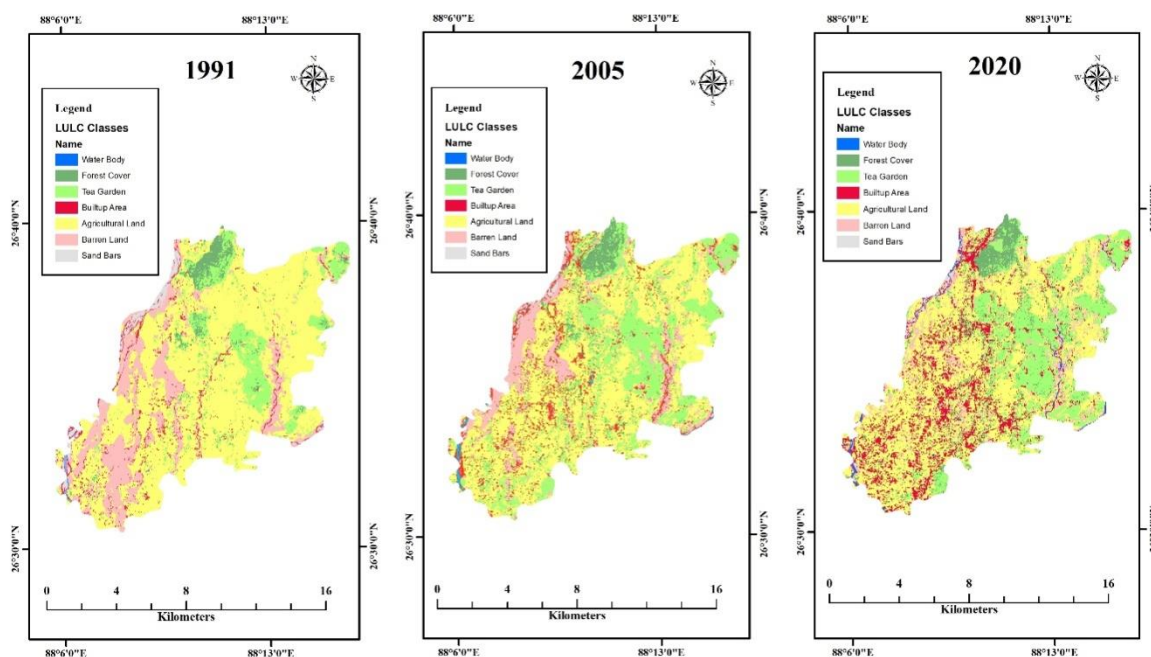 88°6'0"E
88°13'0"E
1991
N
W
E
S
Legend
LULC Classes
Name
Water Body
Forest Cover
Tea Garden
Builtup Area
Agricultural Land
Barren Land
Sand Bars
26°40'0"N
26°40'0"N
26°30'0"N
26°30'0"N
0
4
8
16
Kilometers
88°6'0"E
88°13'0"E
88°6'0"E
88°13'0"E
2005
N
W
E
S
Legend
LULC Classes
Name
Water Body
Forest Cover
Tea Garden
Builtup Area
Agricultural Land
Barren Land
Sand Bars
26°40'0"N
26°40'0"N
26°30'0"N
26°30'0"N
0
4
8
16
Kilometers
88°6'0"E
88°13'0"E
88°6'0"E
88°13'0"E
2020
N
W
E
S
Legend
LULC Classes
Name
Water Body
Forest Cover
Tea Garden
Builtup Area
Agricultural Land
Barren Land
Sand Bars
26°40'0"N
26°30'0"N
0
4
8
16
Kilometers
88°6'0"E
88°13'0"E